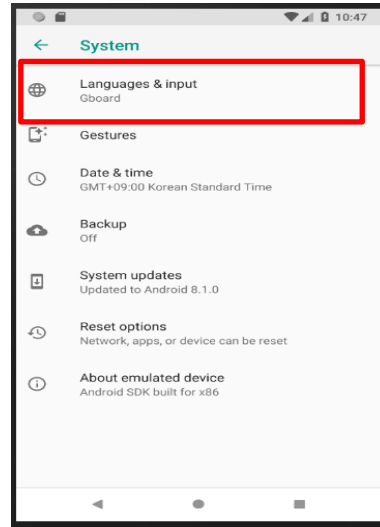 10:47
System
Languages & input
Gboard
Gestures
Date & time
GMT+09:00 Korean Standard Time
Backup
Off
System updates
Updated to Android 8.1.0
Reset options
Network, apps, or device can be reset
About emulated device
Android SDK built for x86